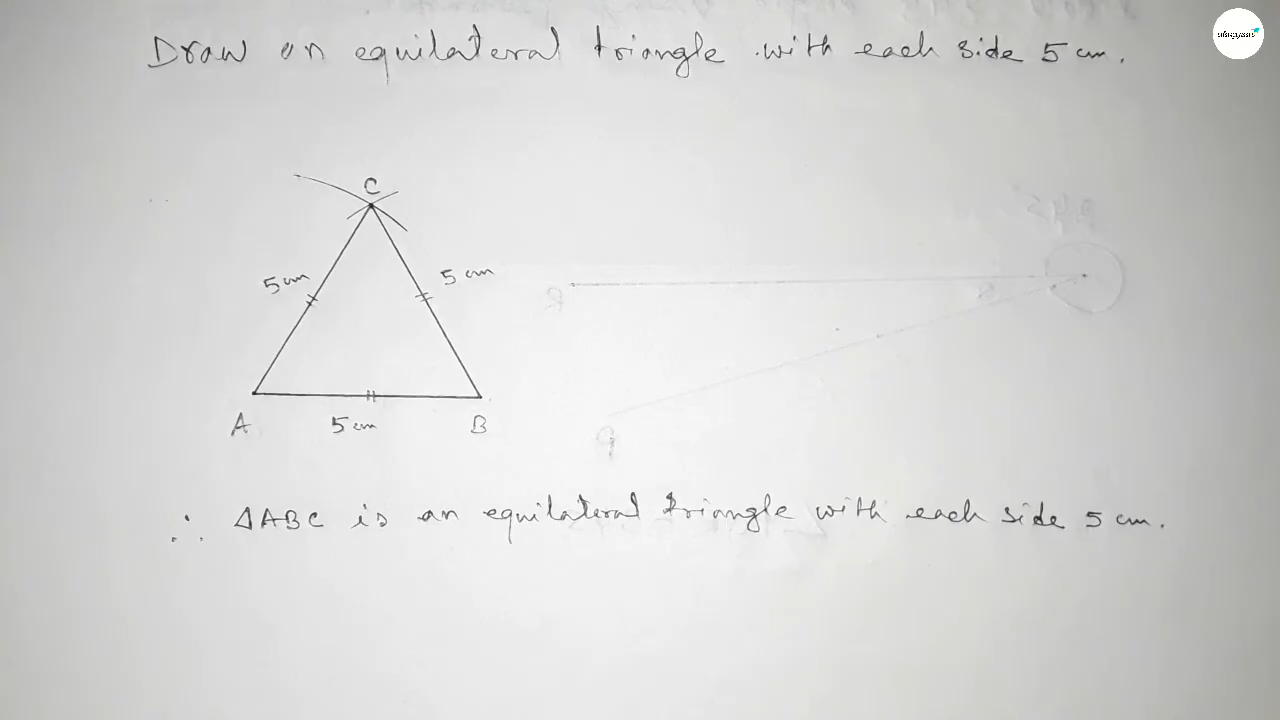 Draw an equilateral triangle with each side 5 cm.
C
5 cm
5 cm
A
5 cm
B
∴ ΔABC is an equilateral triangle with each side 5 cm.